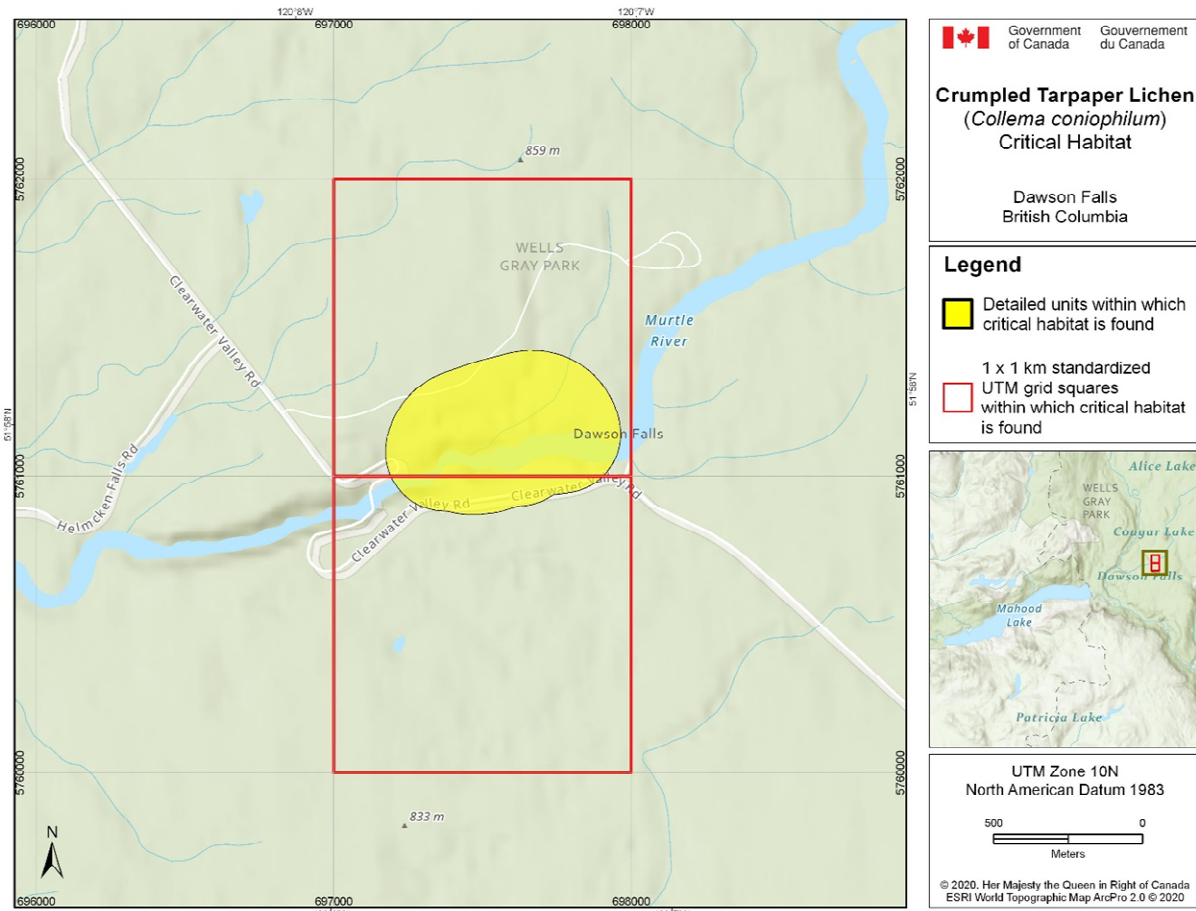 120°8'W
120°7'W
696000
697000
698000
5762000
5762000
859 m
WELLS
GRAY PARK
Clearwater Valley Rd
Murtle
River
51°58'N
51°58'N
Dawson Falls
5761000
5761000
Helmcken-Falls Rd
Clearwater Valley Rd
Clearwater Valley Rd
5760000
5760000
833 m
N
696000
697000
698000
Government
of Canada
Gouvernement
du Canada
Crumpled Tarpaper Lichen
(Collema coniophilum)
Critical Habitat
Dawson Falls
British Columbia
Legend
Detailed units within which
critical habitat is found
1 x 1 km standardized
UTM grid squares
within which critical habitat
is found
Alice Lake
WELLS
GRAY
PARK
Cougar Lake
Dawson Falls
Mahood
Lake
Patricia Lake
UTM Zone 10N
North American Datum 1983
500
0
Meters
© 2020. Her Majesty the Queen in Right of Canada
ESRI World Topographic Map ArcPro 2.0 © 2020